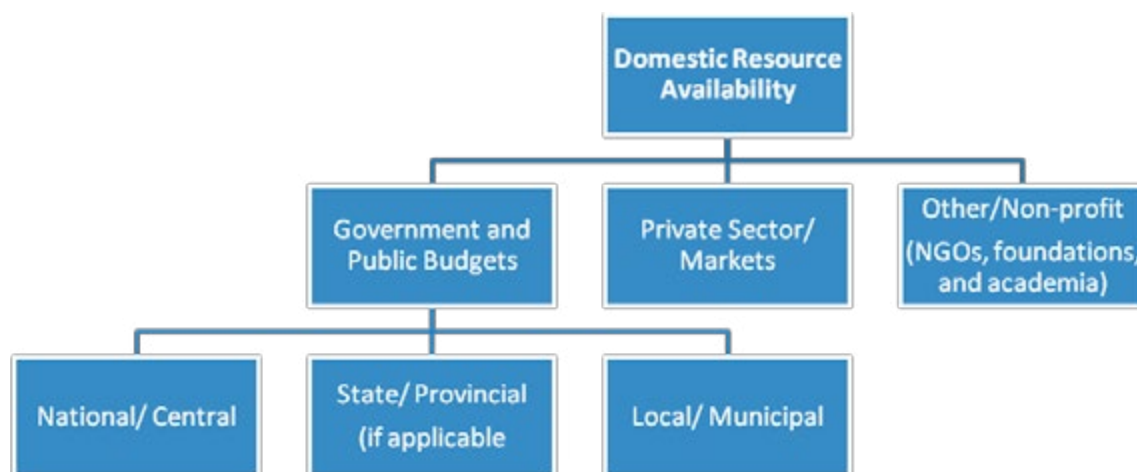 Domestic Resource
Availability
Government and
Public Budgets
Private Sector/
Markets
Other/Non-profit
(NGOs, foundations,
and academia)
National/ Central
State/ Provincial
(if applicable
Local/ Municipal